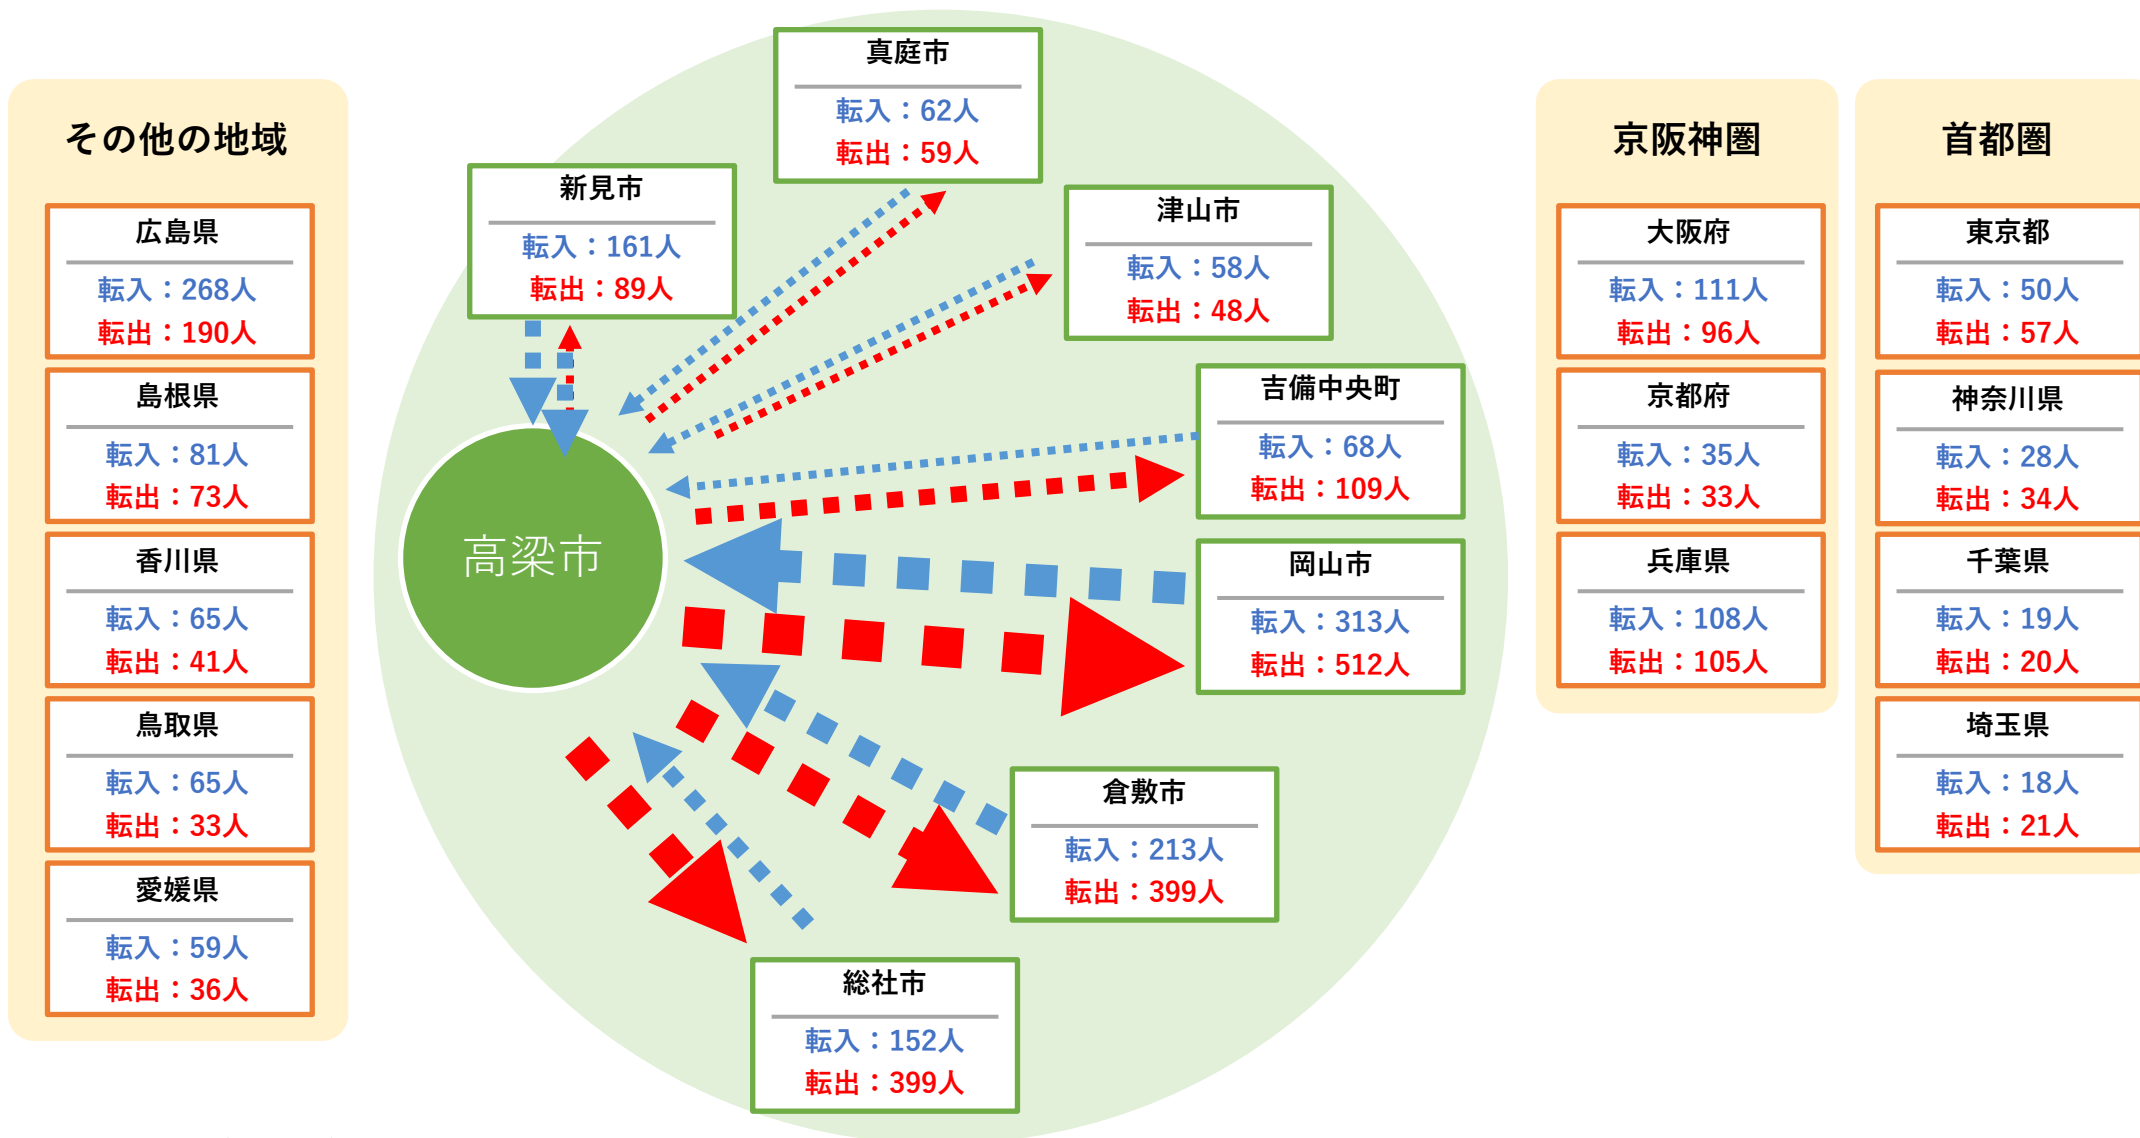 その他の地域
広島県
転入：268人
転出：190人
島根県
転入：81人
転出：73人
香川県
転入：65人
転出：41人
鳥取県
転入：65人
転出：33人
愛媛県
転入：59人
転出：36人
高梁市
新見市
転入：161人
転出：89人
真庭市
転入：62人
転出：59人
津山市
転入：58人
転出：48人
吉備中央町
転入：68人
転出：109人
岡山市
転入：313人
転出：512人
倉敷市
転入：213人
転出：399人
総社市
転入：152人
転出：399人
京阪神圏
大阪府
転入：111人
転出：96人
京都府
転入：35人
転出：33人
兵庫県
転入：108人
転出：105人
首都圏
東京都
転入：50人
転出：57人
神奈川県
転入：28人
転出：34人
千葉県
転入：19人
転出：20人
埼玉県
転入：18人
転出：21人